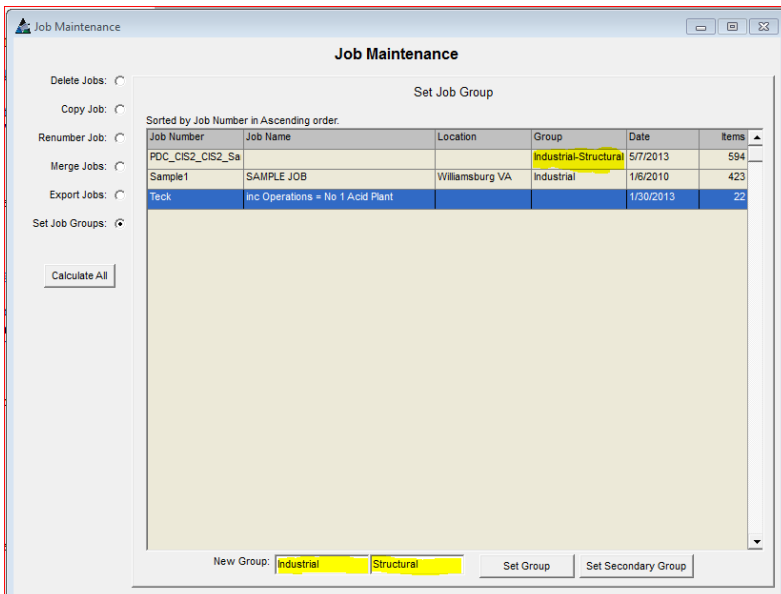 Job Maintenance
Job Maintenance
Delete Jobs:
Copy Job:
Renumber Job:
Merge Jobs:
Export Jobs:
Set Job Groups:
Calculate All
Set Job Group
Sorted by Job Number in Ascending order.
Job Number Job Name Location Group Date Items
PDC_CIS2_CIS2_Sa Industrial-Structural 5/7/2013 594
Sample1 SAMPLE JOB Williamsburg VA Industrial 1/6/2010 423
Teck inc Operations = No 1 Acid Plant 1/30/2013 22
New Group: Industrial Structural Set Group Set Secondary Group